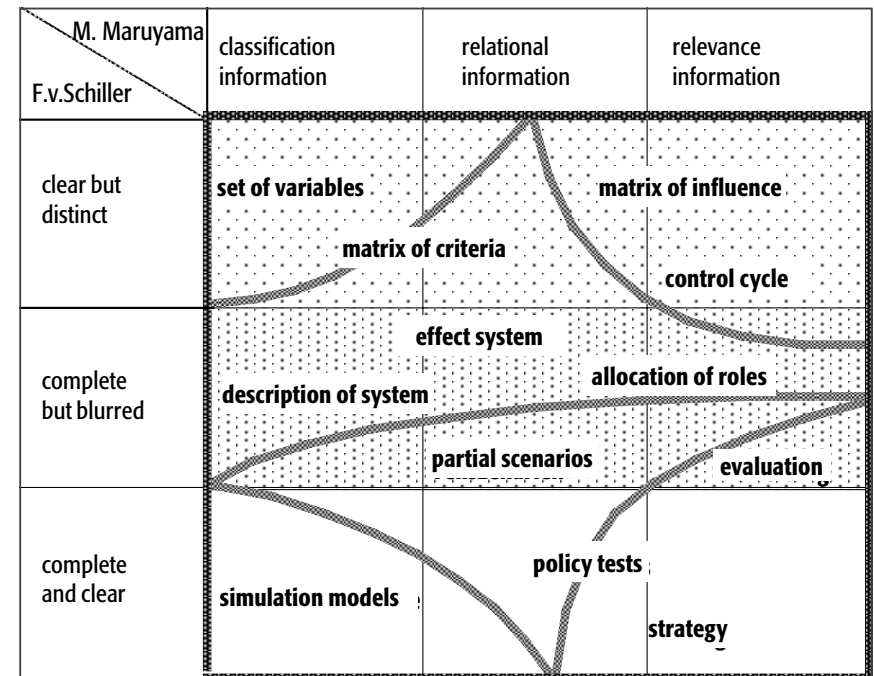 M. Maruyama
F.v.Schiller
classification
information
relational
information
relevance
information
clear but
distinct
set of variables
matrix of influence
matrix of criteria
control cycle
effect system
complete
but blurred
allocation of roles
description of system
partial scenarios
evaluation
complete
and clear
policy tests
simulation models
strategy